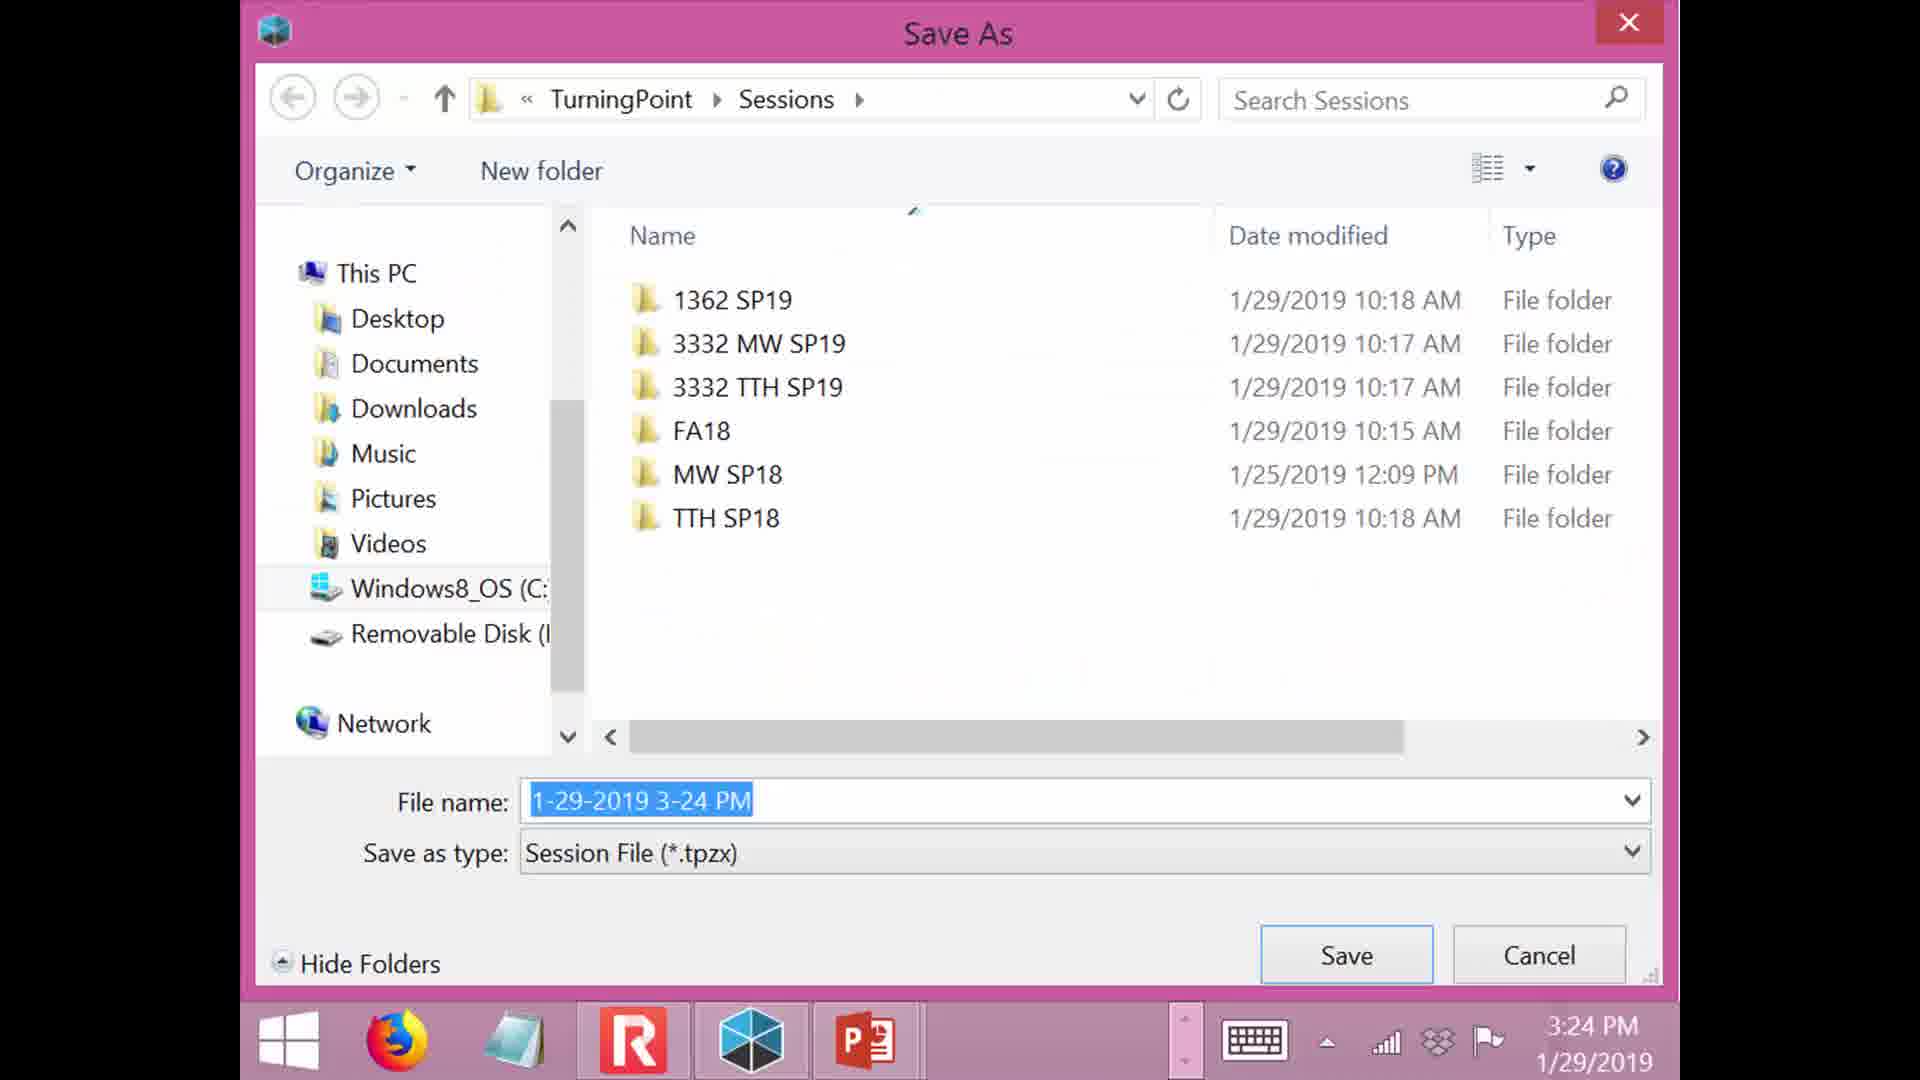 Save As
« TurningPoint Sessions
Search Sessions
Organize
New folder
Name
Date modified
Type
This PC
Desktop
Documents
Downloads
Music
Pictures
Videos
Windows8_OS (C:
Removable Disk (
Network
1362 SP19 1/29/2019 10:18 AM File folder
3332 MW SP19 1/29/2019 10:17 AM File folder
3332 TTH SP19 1/29/2019 10:17 AM File folder
FA18 1/29/2019 10:15 AM File folder
MW SP18 1/25/2019 12:09 PM File folder
TTH SP18 1/29/2019 10:18 AM File folder
File name: 1-29-2019 3-24 PM
Save as type: Session File (*.tpzx)
Hide Folders
Save
Cancel
R
P
3:24 PM
1/29/2019